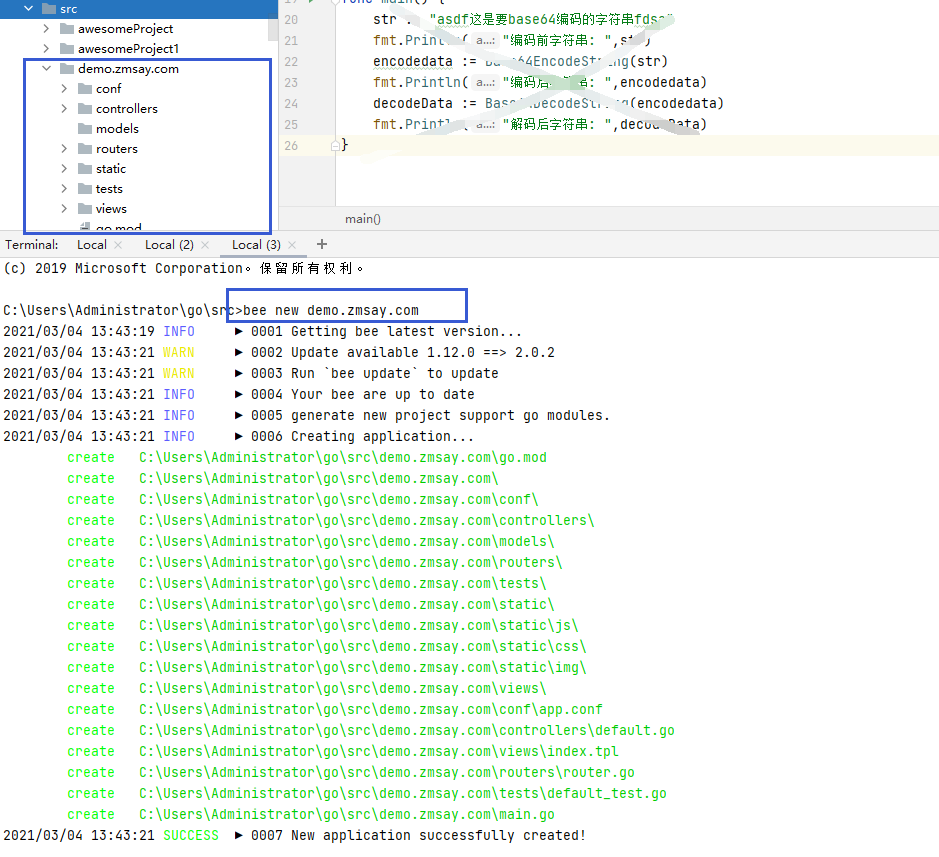 src
awesomeProject
awesomeProject1
demo.zmsay.com
conf
controllers
models
routers
static
tests
views
go.mod
func main() {
20 str "asdf这是要base64编码的字符串fdsa"
21 fmt.Println( a...: "编码前字符串: ",str)
22 encodedata := Base64EncodeString(str)
23 fmt.Println( a...: "编码后字符串: ",encodedata)
24 decodeData := Base64DecodeString(encodedata)
25 fmt.Println( a...: "解码后字符串: ",decodeData)
26 }
main()
Terminal: Local × Local (2) × Local (3) × +
(c) 2019 Microsoft Corporation。保留所有权利。
C:\Users\Administrator\go\src>bee new demo.zmsay.com
2021/03/04 13:43:19 INFO ▶ 0001 Getting bee latest version...
2021/03/04 13:43:21 WARN ▶ 0002 Update available 1.12.0 ==> 2.0.2
2021/03/04 13:43:21 WARN ▶ 0003 Run `bee update` to update
2021/03/04 13:43:21 INFO ▶ 0004 Your bee are up to date
2021/03/04 13:43:21 INFO ▶ 0005 generate new project support go modules.
2021/03/04 13:43:21 INFO ▶ 0006 Creating application...
create C:\Users\Administrator\go\src\demo.zmsay.com\go.mod
create C:\Users\Administrator\go\src\demo.zmsay.com\
create C:\Users\Administrator\go\src\demo.zmsay.com\conf\
create C:\Users\Administrator\go\src\demo.zmsay.com\controllers\
create C:\Users\Administrator\go\src\demo.zmsay.com\models\
create C:\Users\Administrator\go\src\demo.zmsay.com\routers\
create C:\Users\Administrator\go\src\demo.zmsay.com\tests\
create C:\Users\Administrator\go\src\demo.zmsay.com\static\
create C:\Users\Administrator\go\src\demo.zmsay.com\static\js\
create C:\Users\Administrator\go\src\demo.zmsay.com\static\css\
create C:\Users\Administrator\go\src\demo.zmsay.com\static\img\
create C:\Users\Administrator\go\src\demo.zmsay.com\views\
create C:\Users\Administrator\go\src\demo.zmsay.com\conf\app.conf
create C:\Users\Administrator\go\src\demo.zmsay.com\controllers\default.go
create C:\Users\Administrator\go\src\demo.zmsay.com\views\index.tpl
create C:\Users\Administrator\go\src\demo.zmsay.com\routers\router.go
create C:\Users\Administrator\go\src\demo.zmsay.com\tests\default_test.go
create C:\Users\Administrator\go\src\demo.zmsay.com\main.go
2021/03/04 13:43:21 SUCCESS ▶ 0007 New application successfully created!